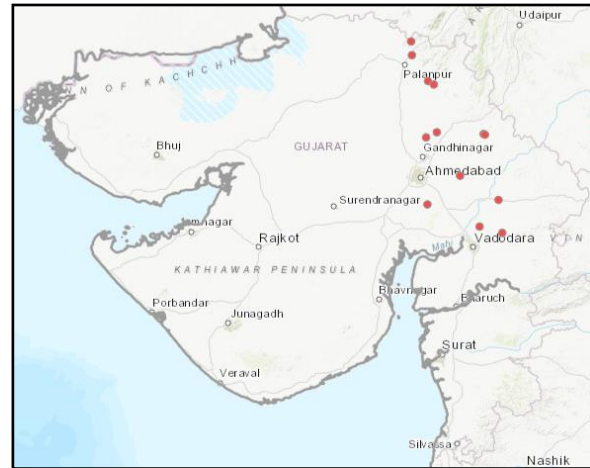 Udaipur
Palanpur
N OF KACHCHH
Bhuj
GUJARAT
Gandhinagar
Ahmedabad
Surendranagar
mnagar
Rajkot
Mahi
Vadodara
KATHIAWAR PENINSULA
Bhavnagar
Porbandar
Bharuch
Junagadh
Surat
Veraval
Silvassa
Nashik